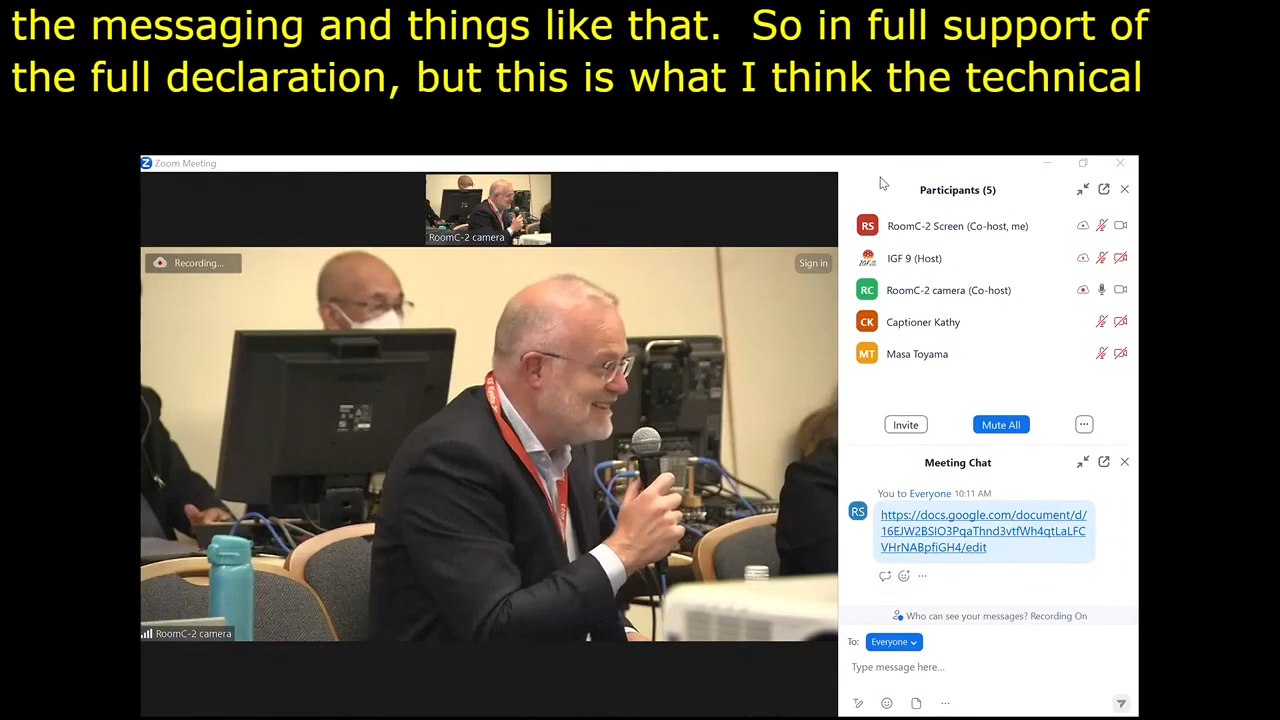 the messaging and things like that.  So in full support of
the full declaration, but this is what I think the technical
Zoom Meeting
RoomC-2 camera
Recording...
Sign in
RoomC-2 camera
Participants (5)
RS RoomC-2 Screen (Co-host, me)
IGF 9 (Host)
RC RoomC-2 camera (Co-host)
CK Captioner Kathy
MT Masa Toyama
Invite
Mute All
Meeting Chat
You to Everyone 10:11 AM
RS
https://docs.google.com/document/d/
16EJW2BSIO3PqaThnd3vtfWh4qtLaLFC
VHrNABpfiGH4/edit
Who can see your messages? Recording On
To: Everyone
Type message here...